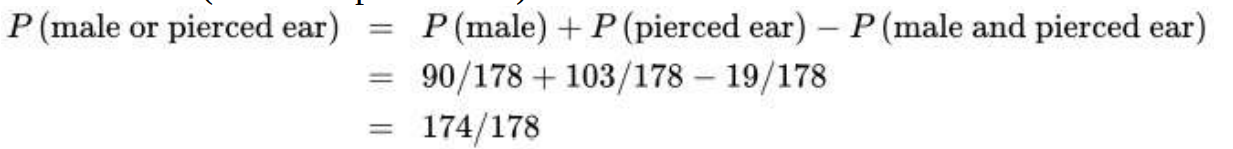 P (male or pierced ear) = P (male) + P (pierced ear) − P (male and pierced ear)
= 90/178 + 103/178 − 19/178
= 174/178